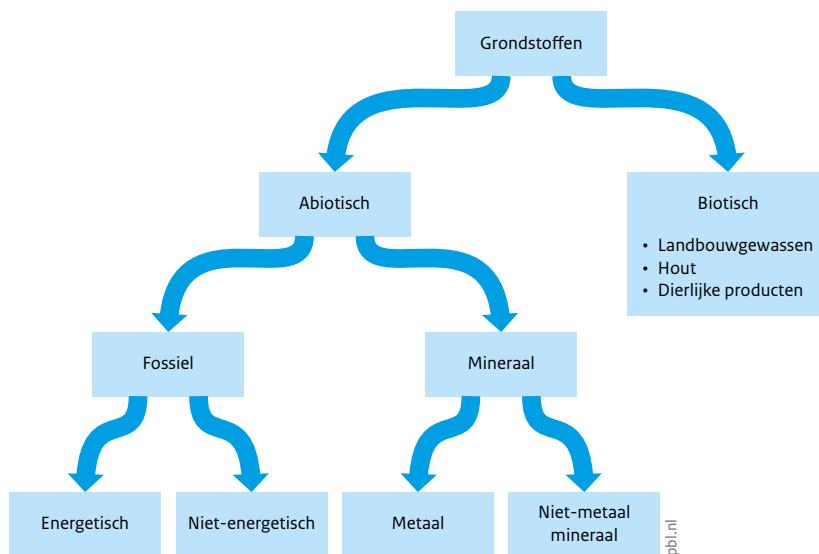 Grondstoffen
Abiotisch
Biotisch
• Landbouwgewassen
• Hout
• Dierlijke producten
Fossiel
Mineraal
Energetisch
Niet-energetisch
Metaal
Niet-metaal
mineraal
pbl.nl